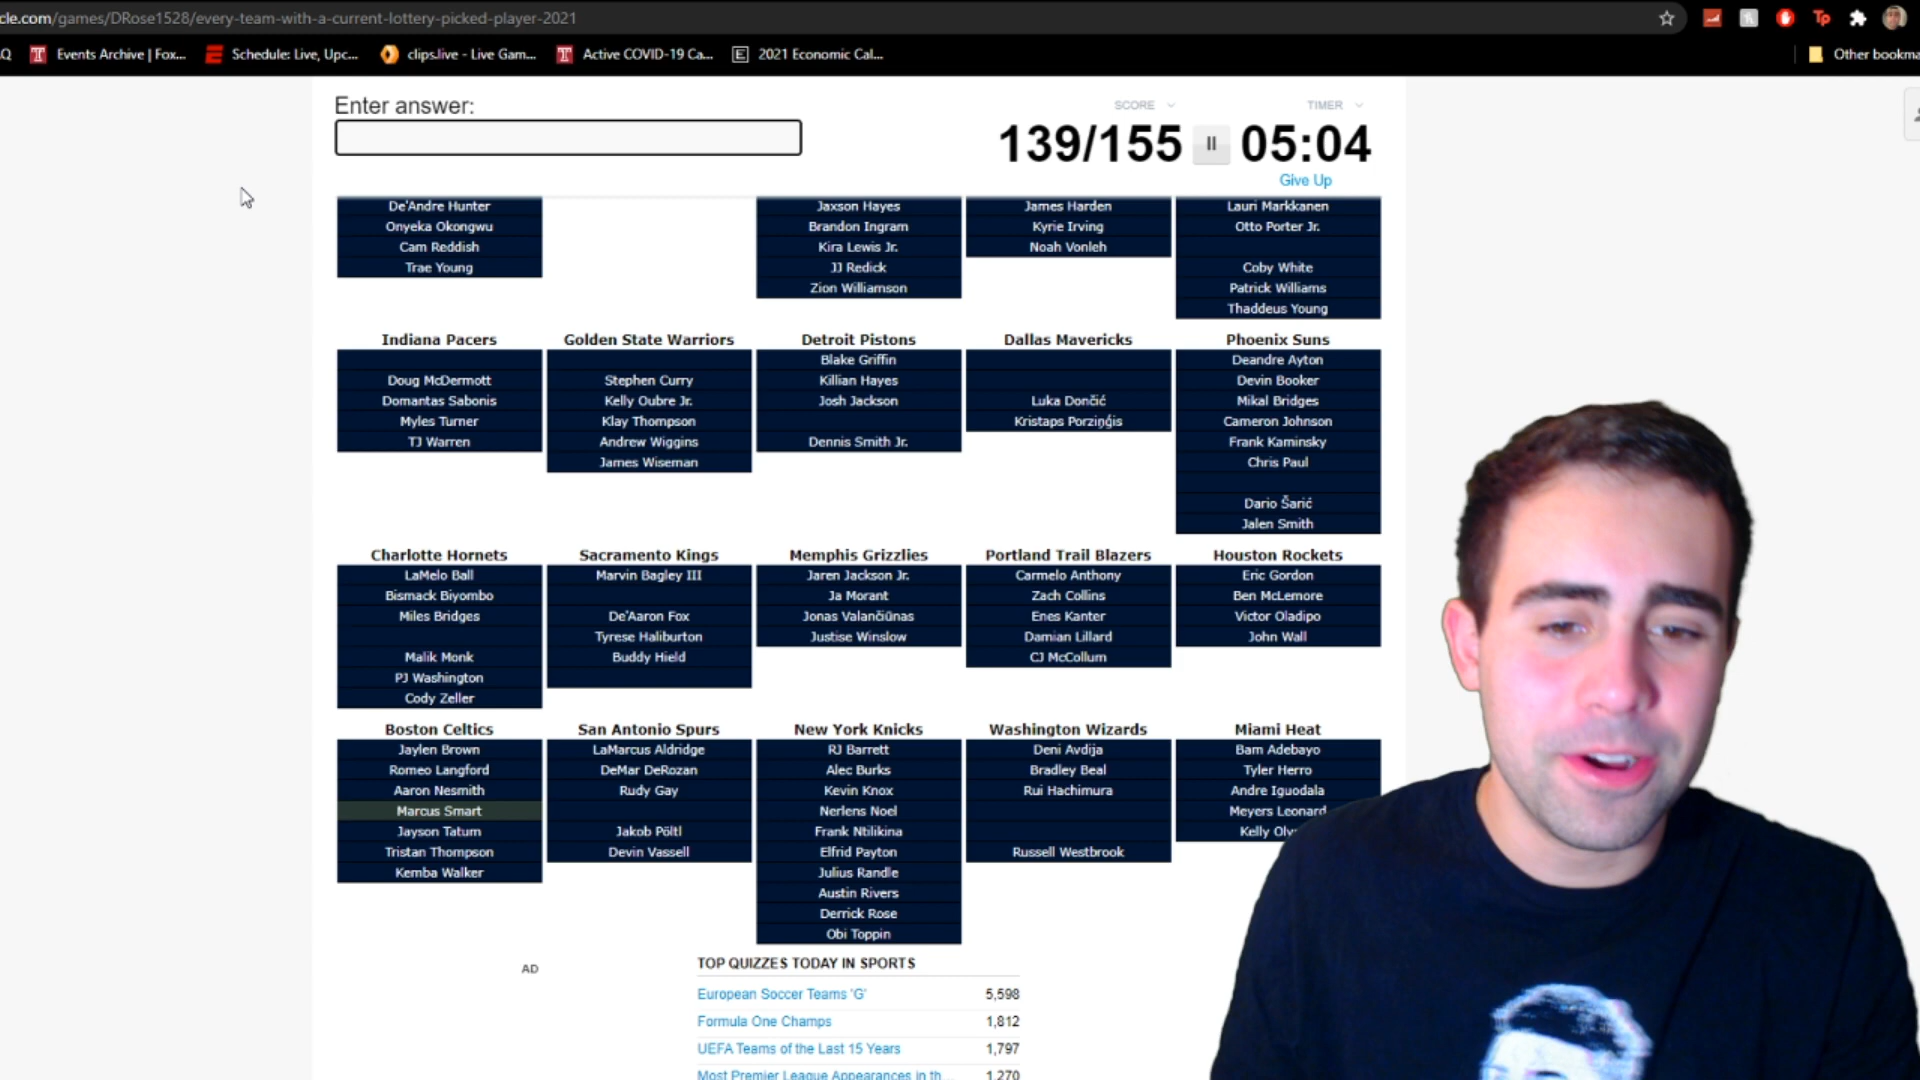 cle.com/games/DRose1528/every-team-with-a-current-lottery-picked-player-2021
Q Events Archive | Fox... Schedule: Live, Upc... clips.live - Live Gam... Active COVID-19 Ca... E 2021 Economic Cal... Other bookma
Enter answer:
SCORE TIMER
139/155 05:04
Give Up
De'Andre Hunter
Onyeka Okongwu
Cam Reddish
Trae Young
Jaxson Hayes
Brandon Ingram
Kira Lewis Jr.
JJ Redick
Zion Williamson
James Harden
Kyrie Irving
Noah Vonleh
Lauri Markkanen
Otto Porter Jr.
Coby White
Patrick Williams
Thaddeus Young
Indiana Pacers
Doug McDermott
Domantas Sabonis
Myles Turner
TJ Warren
Golden State Warriors
Stephen Curry
Kelly Oubre Jr.
Klay Thompson
Andrew Wiggins
James Wiseman
Detroit Pistons
Blake Griffin
Killian Hayes
Josh Jackson
Dennis Smith Jr.
Dallas Mavericks
Luka Dončić
Kristaps Porziņģis
Phoenix Suns
Deandre Ayton
Devin Booker
Mikal Bridges
Cameron Johnson
Frank Kaminsky
Chris Paul
Dario Šarić
Jalen Smith
Charlotte Hornets
LaMelo Ball
Bismack Biyombo
Miles Bridges
Malik Monk
PJ Washington
Cody Zeller
Sacramento Kings
Marvin Bagley III
De'Aaron Fox
Tyrese Haliburton
Buddy Hield
Memphis Grizzlies
Jaren Jackson Jr.
Ja Morant
Jonas Valančiūnas
Justise Winslow
Portland Trail Blazers
Carmelo Anthony
Zach Collins
Enes Kanter
Damian Lillard
CJ McCollum
Houston Rockets
Eric Gordon
Ben McLemore
Victor Oladipo
John Wall
Boston Celtics
Jaylen Brown
Romeo Langford
Aaron Nesmith
Marcus Smart
Jayson Tatum
Tristan Thompson
Kemba Walker
San Antonio Spurs
LaMarcus Aldridge
DeMar DeRozan
Rudy Gay
Jakob Pöltl
Devin Vassell
New York Knicks
RJ Barrett
Alec Burks
Kevin Knox
Nerlens Noel
Frank Ntilikina
Elfrid Payton
Julius Randle
Austin Rivers
Derrick Rose
Obi Toppin
Washington Wizards
Deni Avdija
Bradley Beal
Rui Hachimura
Russell Westbrook
Miami Heat
Bam Adebayo
Tyler Herro
Andre Iguodala
Meyers Leonard
Kelly Oly
AD
TOP QUIZZES TODAY IN SPORTS
European Soccer Teams 'G' 5,598
Formula One Champs 1,812
UEFA Teams of the Last 15 Years 1,797
Most Premier League Appearances in th... 1,270